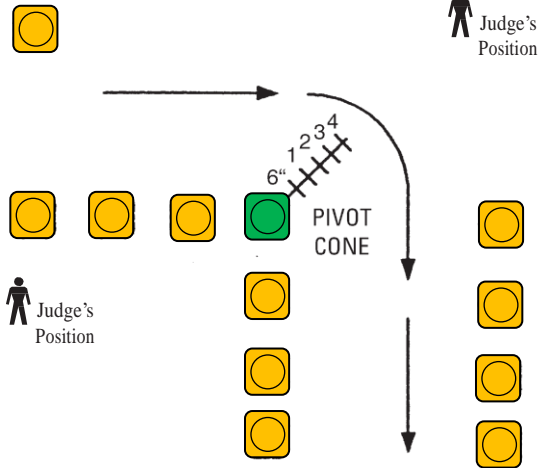 Judge's
Position
6" 1 2 3 4
PIVOT
CONE
Judge's
Position